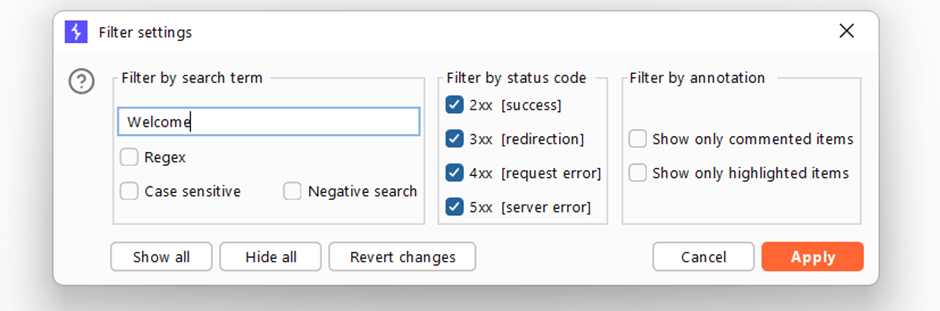 Filter settings
?
Filter by search term
Welcome
Regex
Case sensitive
Negative search
Filter by status code
2xx [success]
3xx [redirection]
4xx [request error]
5xx [server error]
Filter by annotation
Show only commented items
Show only highlighted items
Show all
Hide all
Revert changes
Cancel
Apply